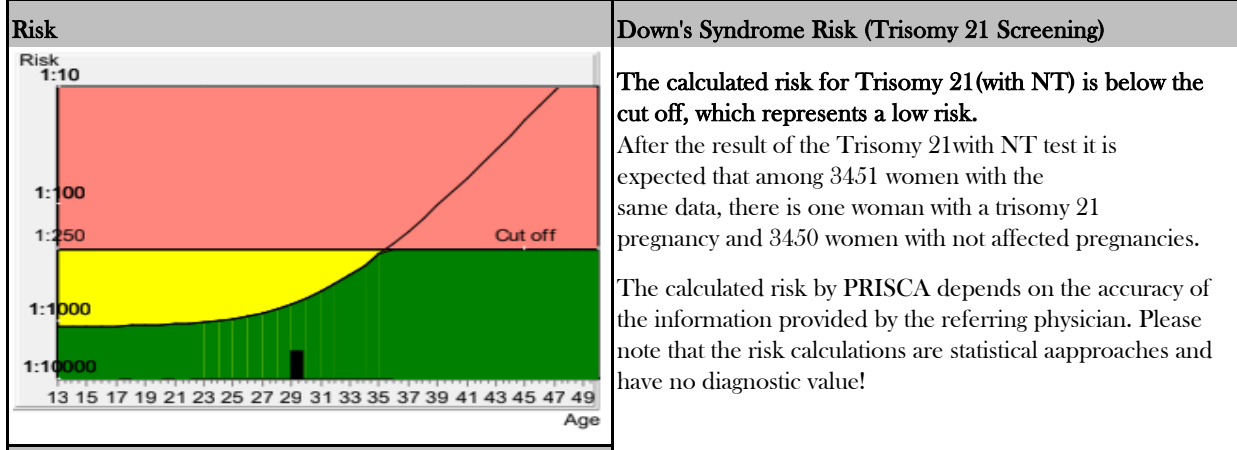 Risk
Risk
1:10
1:100
1:250
Cut off
1:1000
1:10000
13 15 17 19 21 23 25 27 29 31 33 35 37 39 41 43 45 47 49
Age
Down's Syndrome Risk (Trisomy 21 Screening)
The calculated risk for Trisomy 21(with NT) is below the
cut off, which represents a low risk.
After the result of the Trisomy 21with NT test it is
expected that among 3451 women with the
same data, there is one woman with a trisomy 21
pregnancy and 3450 women with not affected pregnancies.
The calculated risk by PRISCA depends on the accuracy of
the information provided by the referring physician. Please
note that the risk calculations are statistical aapproaches and
have no diagnostic value!